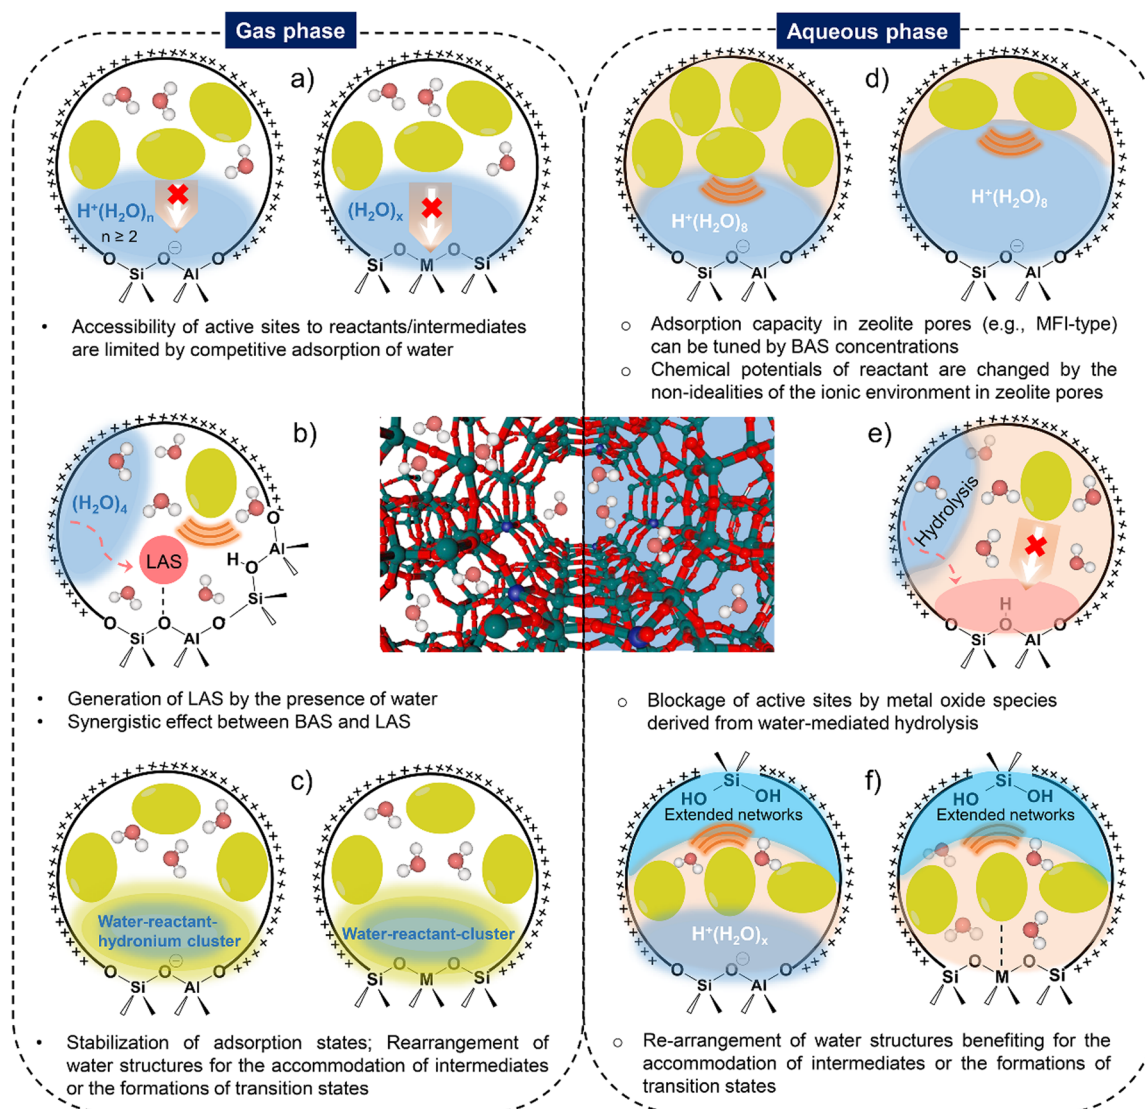 Gas phase
a)
H⁺(H₂O)ₙ
n ≥ 2
(H₂O)ₓ
O O
Si Al
O O
Si M Si
• Accessibility of active sites to reactants/intermediates
are limited by competitive adsorption of water
b)
(H₂O)₄
LAS
O
Al
HO
Si
O O O
Si Al
• Generation of LAS by the presence of water
• Synergistic effect between BAS and LAS
c)
Water-reactant-
hydronium cluster
Water-reactant-cluster
O O O
Si Al
O O
Si M Si
• Stabilization of adsorption states; Rearrangement of
water structures for the accommodation of intermediates
or the formations of transition states
Aqueous phase
d)
H⁺(H₂O)₈
H⁺(H₂O)₈
O O O
Si Al
O O O
Si Al
o Adsorption capacity in zeolite pores (e.g., MFI-type)
can be tuned by BAS concentrations
o Chemical potentials of reactant are changed by the
non-idealities of the ionic environment in zeolite pores
e)
Hydrolysis
H
O O O
Si Al
o Blockage of active sites by metal oxide species
derived from water-mediated hydrolysis
f)
Si
HO OH
Extended networks
Si
HO OH
Extended networks
H⁺(H₂O)ₓ
O O O
Si Al
O O
Si M Si
o Re-arrangement of water structures benefiting for the
accommodation of intermediates or the formations of
transition states